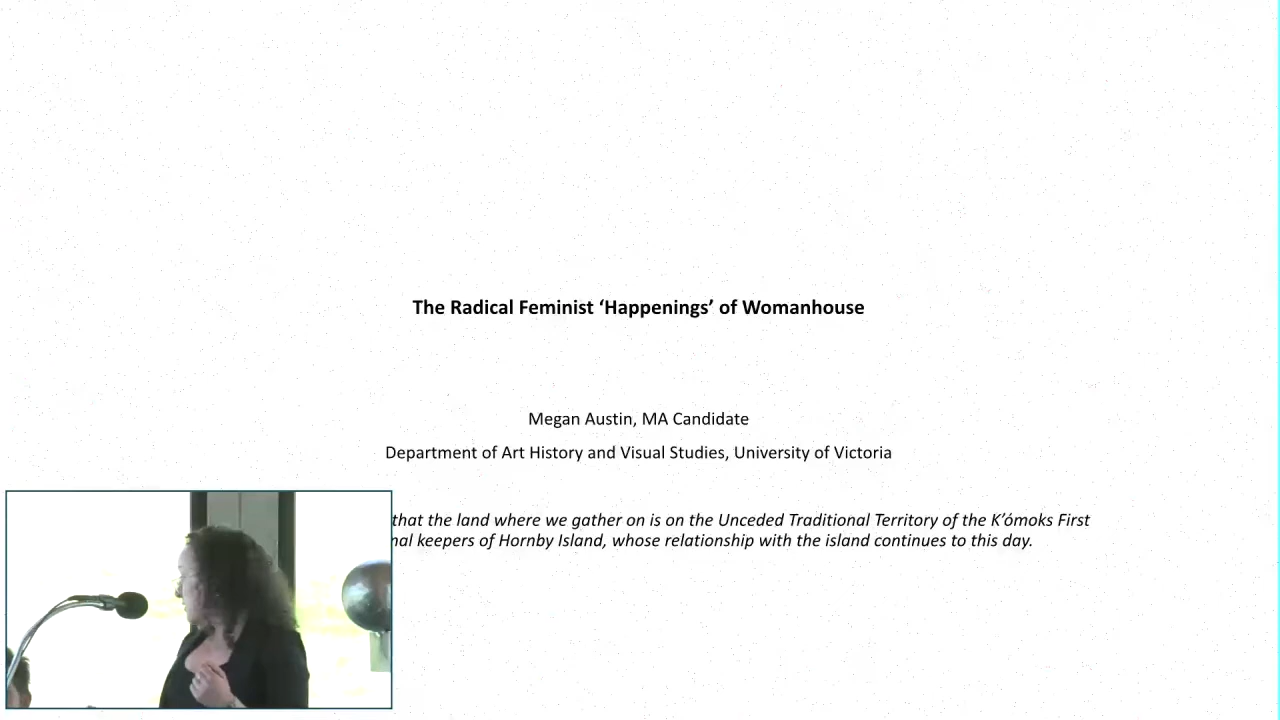 The Radical Feminist ‘Happenings’ of Womanhouse
Megan Austin, MA Candidate
Department of Art History and Visual Studies, University of Victoria
that the land where we gather on is on the Unceded Traditional Territory of the K’ómoks First
keepers of Hornby Island, whose relationship with the island continues to this day.